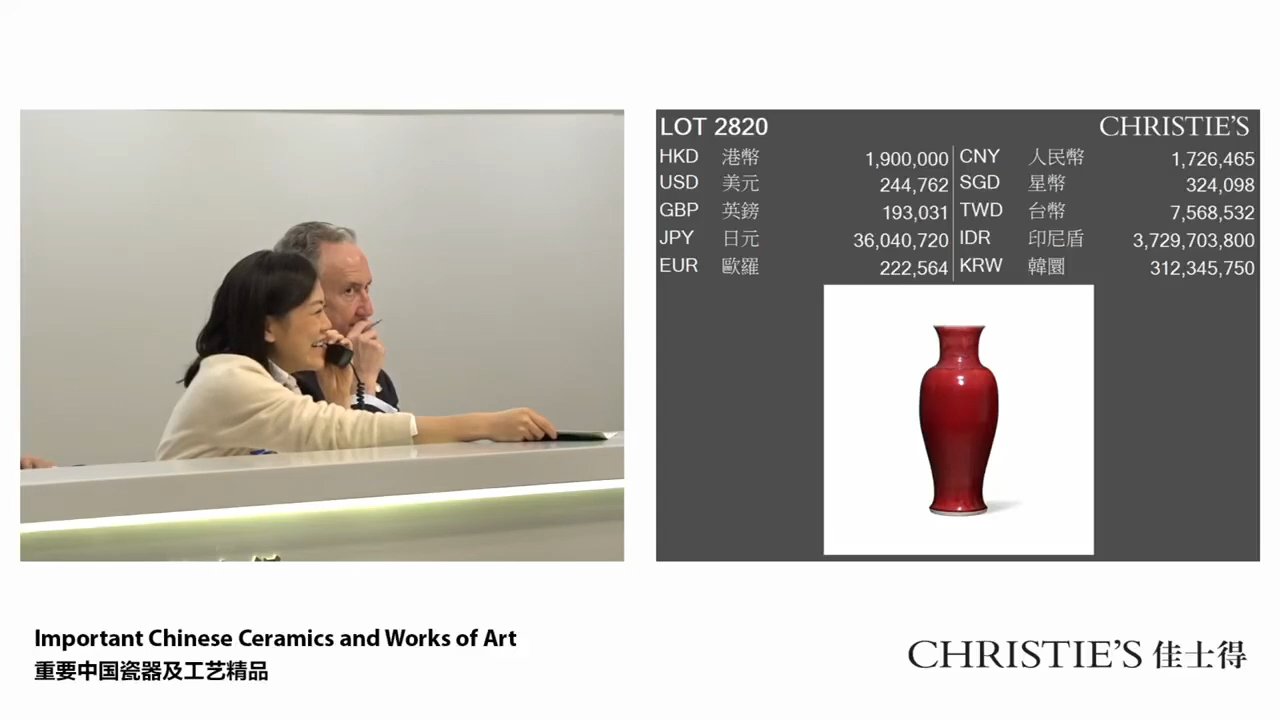 LOT 2820 CHRISTIE'S
HKD 港幣 1,900,000 CNY 人民幣 1,726,465
USD 美元 244,762 SGD 星幣 324,098
GBP 英鎊 193,031 TWD 台幣 7,568,532
JPY 日元 36,040,720 IDR 印尼盾 3,729,703,800
EUR 歐羅 222,564 KRW 韓圜 312,345,750
Important Chinese Ceramics and Works of Art
重要中国瓷器及工艺精品
CHRISTIE'S 佳士得